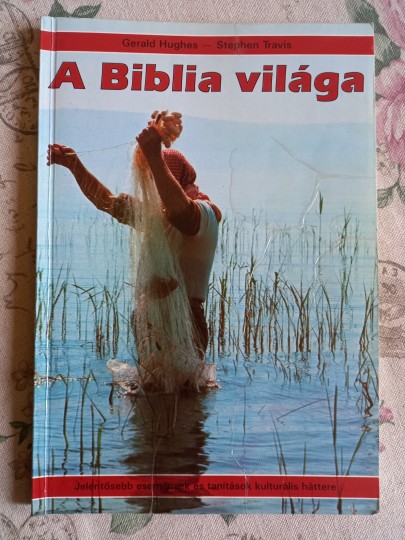 Gerald Hughes — Stephen Travis
A Biblia világa
Jelentősebb események és tanítások kulturális háttere